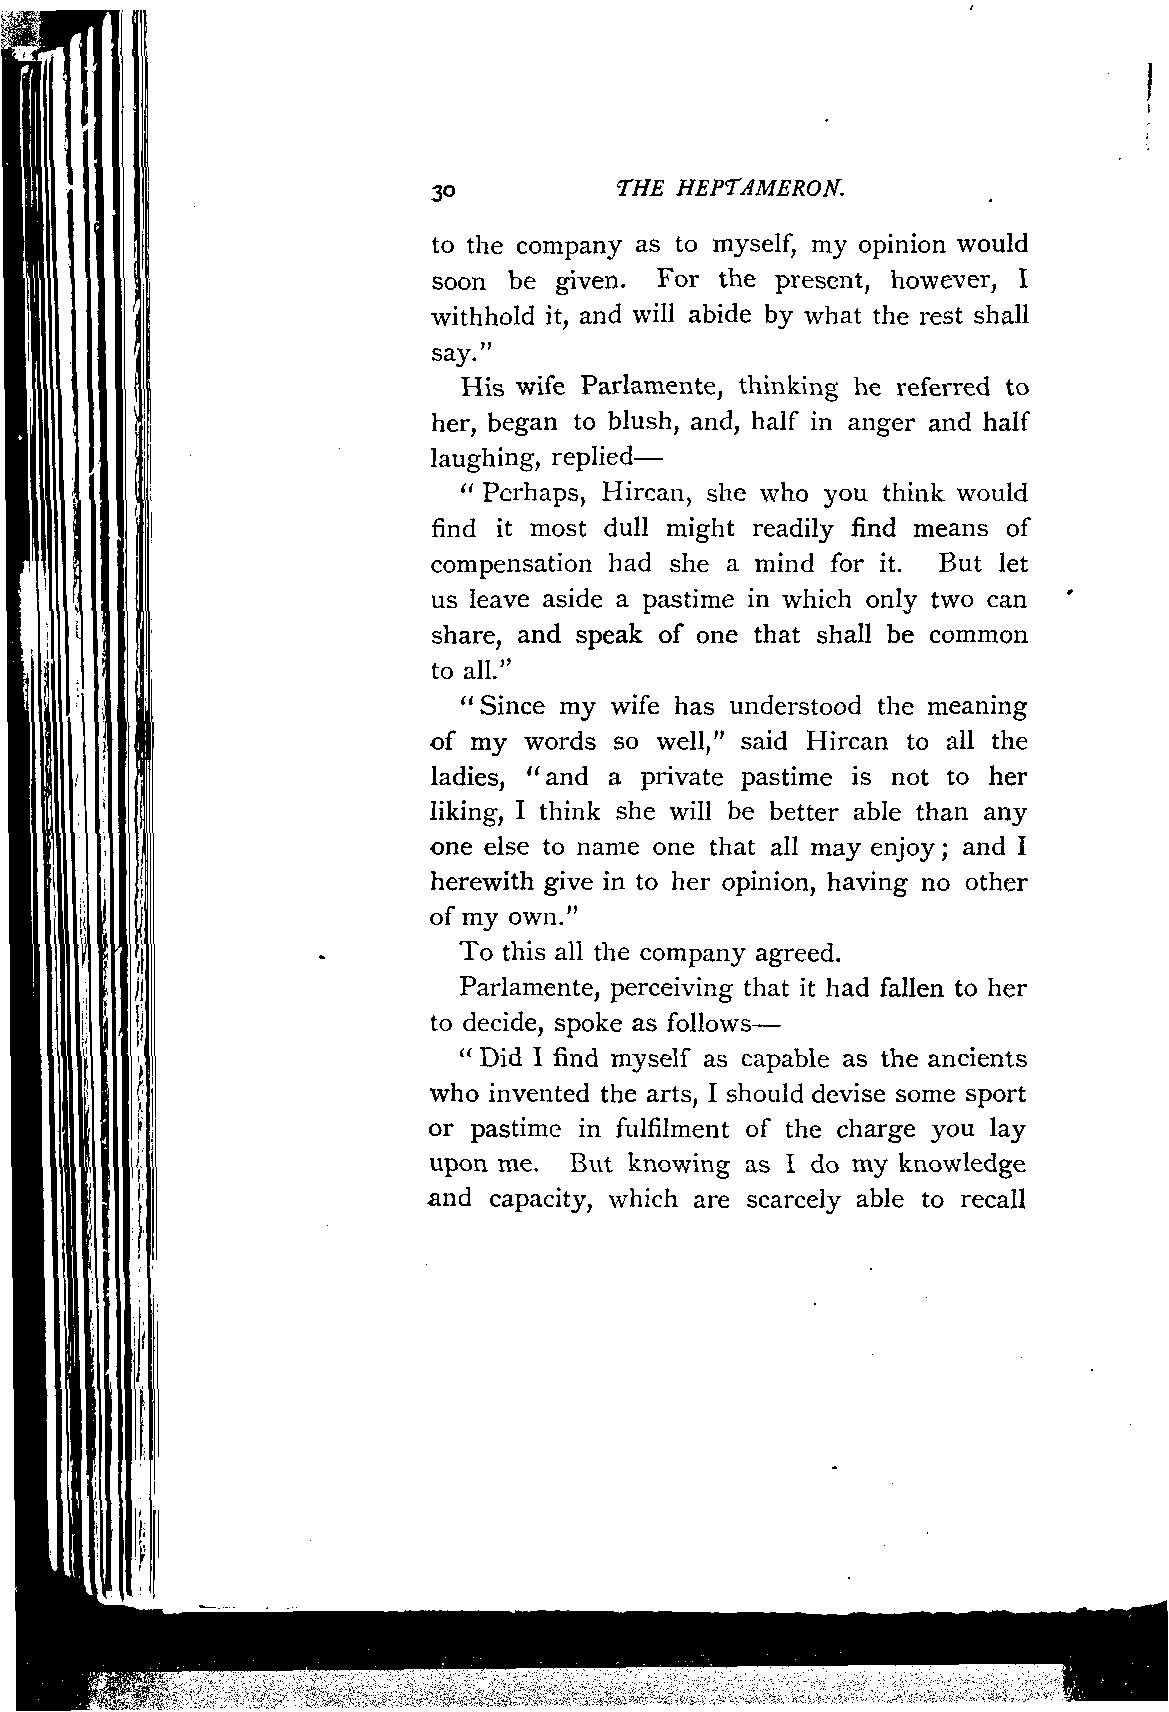 30 THE HEPTAMERON.
to the company as to myself, my opinion would
soon be given. For the present, however, I
withhold it, and will abide by what the rest shall
say."
His wife Parlamente, thinking he referred to
her, began to blush, and, half in anger and half
laughing, replied—
"Perhaps, Hircan, she who you think would
find it most dull might readily find means of
compensation had she a mind for it. But let
us leave aside a pastime in which only two can
share, and speak of one that shall be common
to all."
"Since my wife has understood the meaning
of my words so well," said Hircan to all the
ladies, "and a private pastime is not to her
liking, I think she will be better able than any
one else to name one that all may enjoy; and I
herewith give in to her opinion, having no other
of my own."
To this all the company agreed.
Parlamente, perceiving that it had fallen to her
to decide, spoke as follows—
"Did I find myself as capable as the ancients
who invented the arts, I should devise some sport
or pastime in fulfilment of the charge you lay
upon me. But knowing as I do my knowledge
and capacity, which are scarcely able to recall